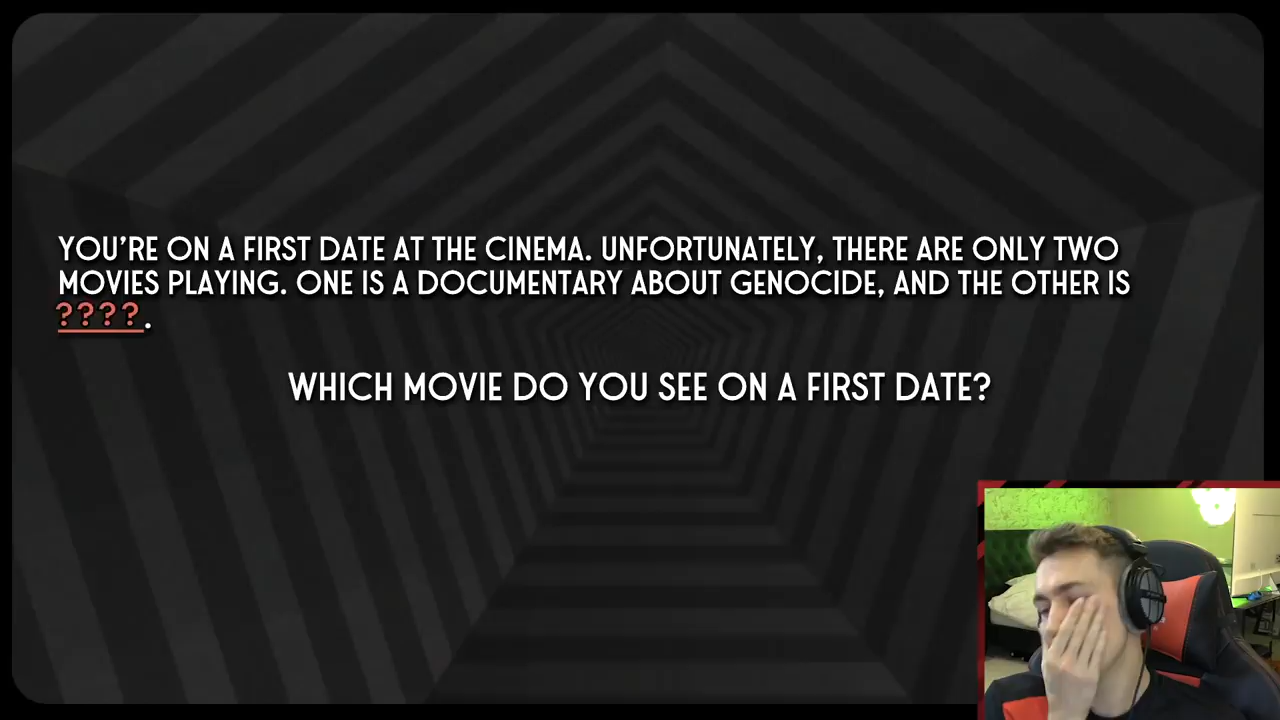 YOU'RE ON A FIRST DATE AT THE CINEMA. UNFORTUNATELY, THERE ARE ONLY TWO
MOVIES PLAYING. ONE IS A DOCUMENTARY ABOUT GENOCIDE, AND THE OTHER IS
????.
WHICH MOVIE DO YOU SEE ON A FIRST DATE?